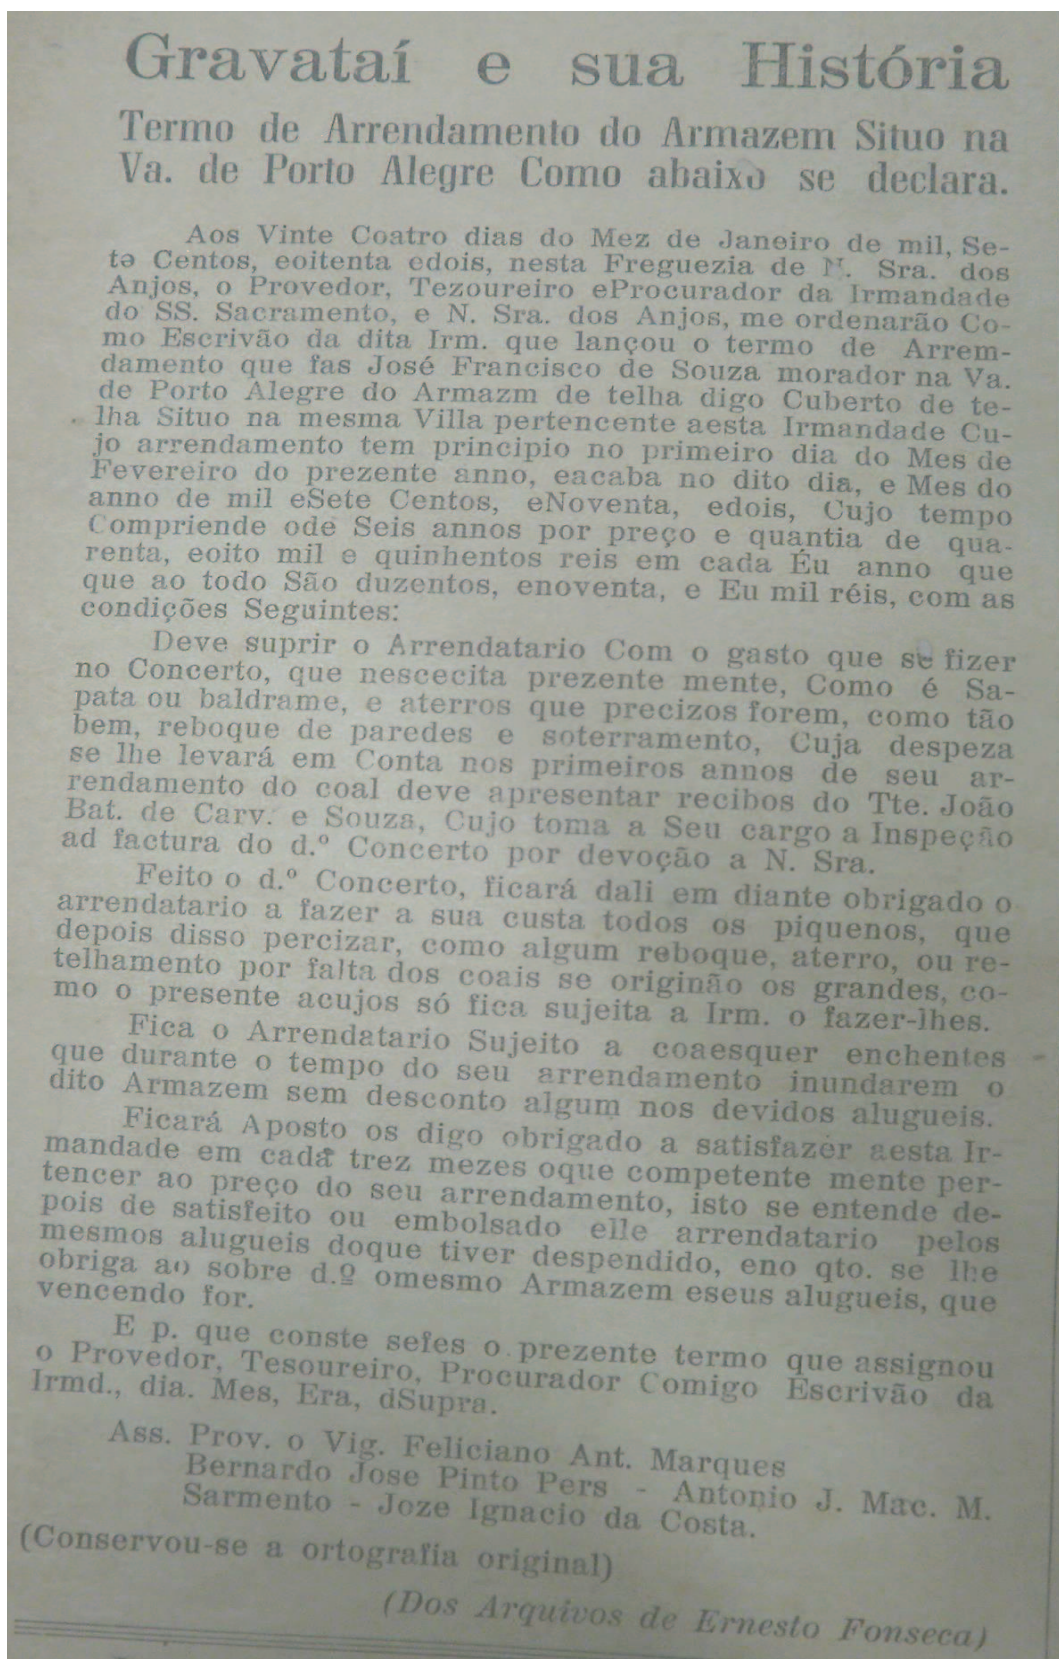 Gravataí e sua História
Termo de Arrendamento do Armazem Situo na
Va. de Porto Alegre Como abaixo se declara.
Aos Vinte Coatro dias do Mez de Janeiro de mil, Se-
te Centos, eoitenta edois, nesta Freguezia de N. Sra. dos
Anjos, o Provedor, Tezoureiro eProcurador da Irmandade
do SS. Sacramento, e N. Sra. dos Anjos, me ordenarão Co-
mo Escrivão da dita Irm. que lançou o termo de Arrem-
damento que fas José Francisco de Souza morador na Va.
de Porto Alegre do Armazm de telha digo Cuberto de te-
lha Situo na mesma Villa pertencente aesta Irmandade Cu-
jo arrendamento tem principio no primeiro dia do Mes de
Fevereiro do prezente anno, eacaba no dito dia, e Mes do
anno de mil eSete Centos, eNoventa, edois, Cujo tempo
Compriende ode Seis annos por preço e quantia de qua-
renta, eoito mil e quinhentos reis em cada Éu anno que
que ao todo São duzentos, enoventa, e Eu mil réis, com as
condições Seguintes:
Deve suprir o Arrendatario Com o gasto que se fizer
no Concerto, que nescecita prezente mente, Como é Sa-
pata ou baldrame, e aterros que precizos forem, como tão
bem, reboque de paredes e soterramento, Cuja despeza
se lhe levará em Conta nos primeiros annos de seu ar-
rendamento do coal deve apresentar recibos do Tte. João
Bat. de Carv. e Souza, Cujo toma a Seu cargo a Inspeção
ad factura do d.º Concerto por devoção a N. Sra.
Feito o d.º Concerto, ficará dali em diante obrigado o
arrendatario a fazer a sua custa todos os piquenos, que
depois disso percizar, como algum reboque, aterro, ou re-
telhamento por falta dos coais se originão os grandes, co-
mo o presente acujos só fica sujeita a Irm. o fazer-lhes.
Fica o Arrendatario Sujeito a coaesquer enchentes
que durante o tempo do seu arrendamento inundarem o
dito Armazem sem desconto algum nos devidos alugueis.
Ficará Aposto os digo obrigado a satisfazer aesta Ir-
mandade em cada trez mezes oque competente mente per-
tencer ao preço do seu arrendamento, isto se entende de-
pois de satisfeito ou embolsado elle arrendatario pelos
mesmos alugueis doque tiver despendido, eno qto. se lhe
obriga ao sobre d.º omesmo Armazem eseus alugueis, que
vencendo for.
E p. que conste sefes o prezente termo que assignou
o Provedor, Tesoureiro, Procurador Comigo Escrivão da
Irmd., dia. Mes, Era, dSupra.
Ass. Prov. o Vig. Feliciano Ant. Marques
Bernardo Jose Pinto Pers - Antonio J. Mac. M.
Sarmento - Joze Ignacio da Costa.
(Conservou-se a ortografia original)
(Dos Arquivos de Ernesto Fonseca)